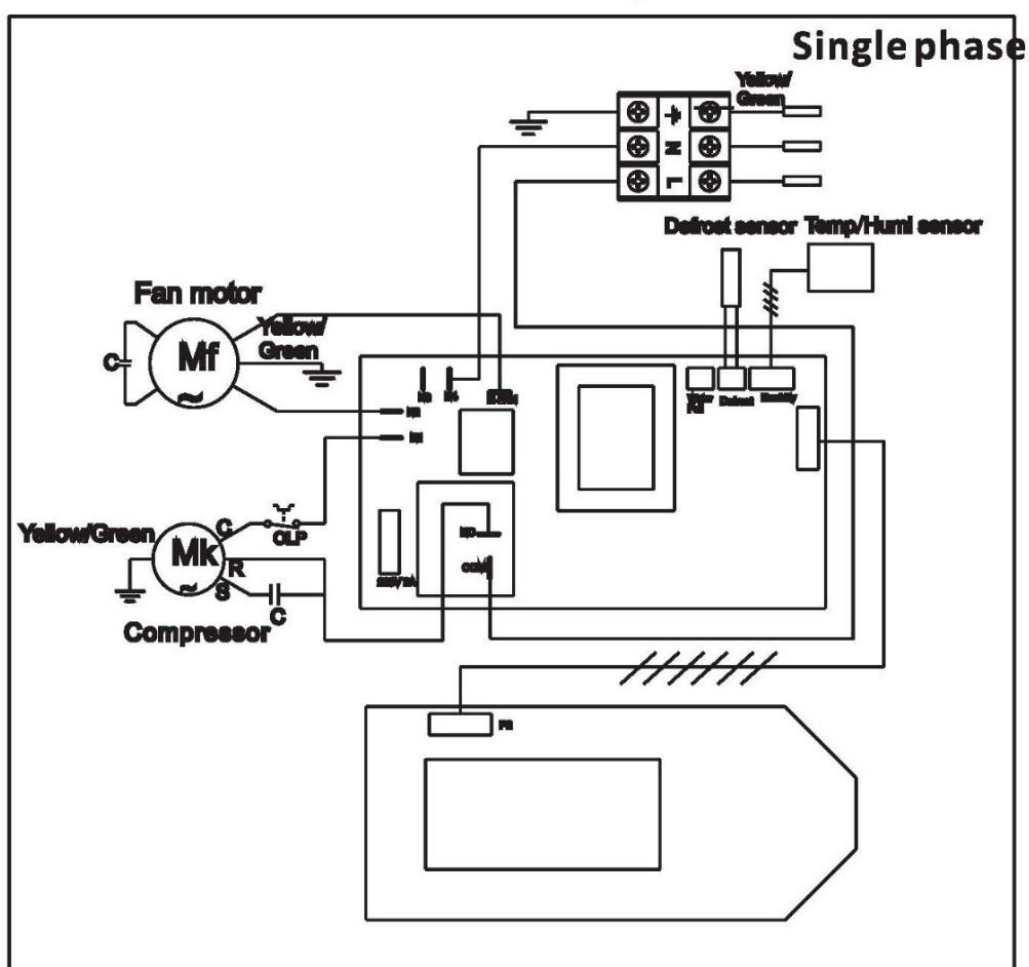 Single phase
Yellow/
Green
N
L
Defrost sensor
Temp/Humi sensor
Fan motor
C
Mf
~
Yellow/
Green
Defrost
Yellow/Green
C
OLP
Mk
~
R
S
C
COM
Compressor